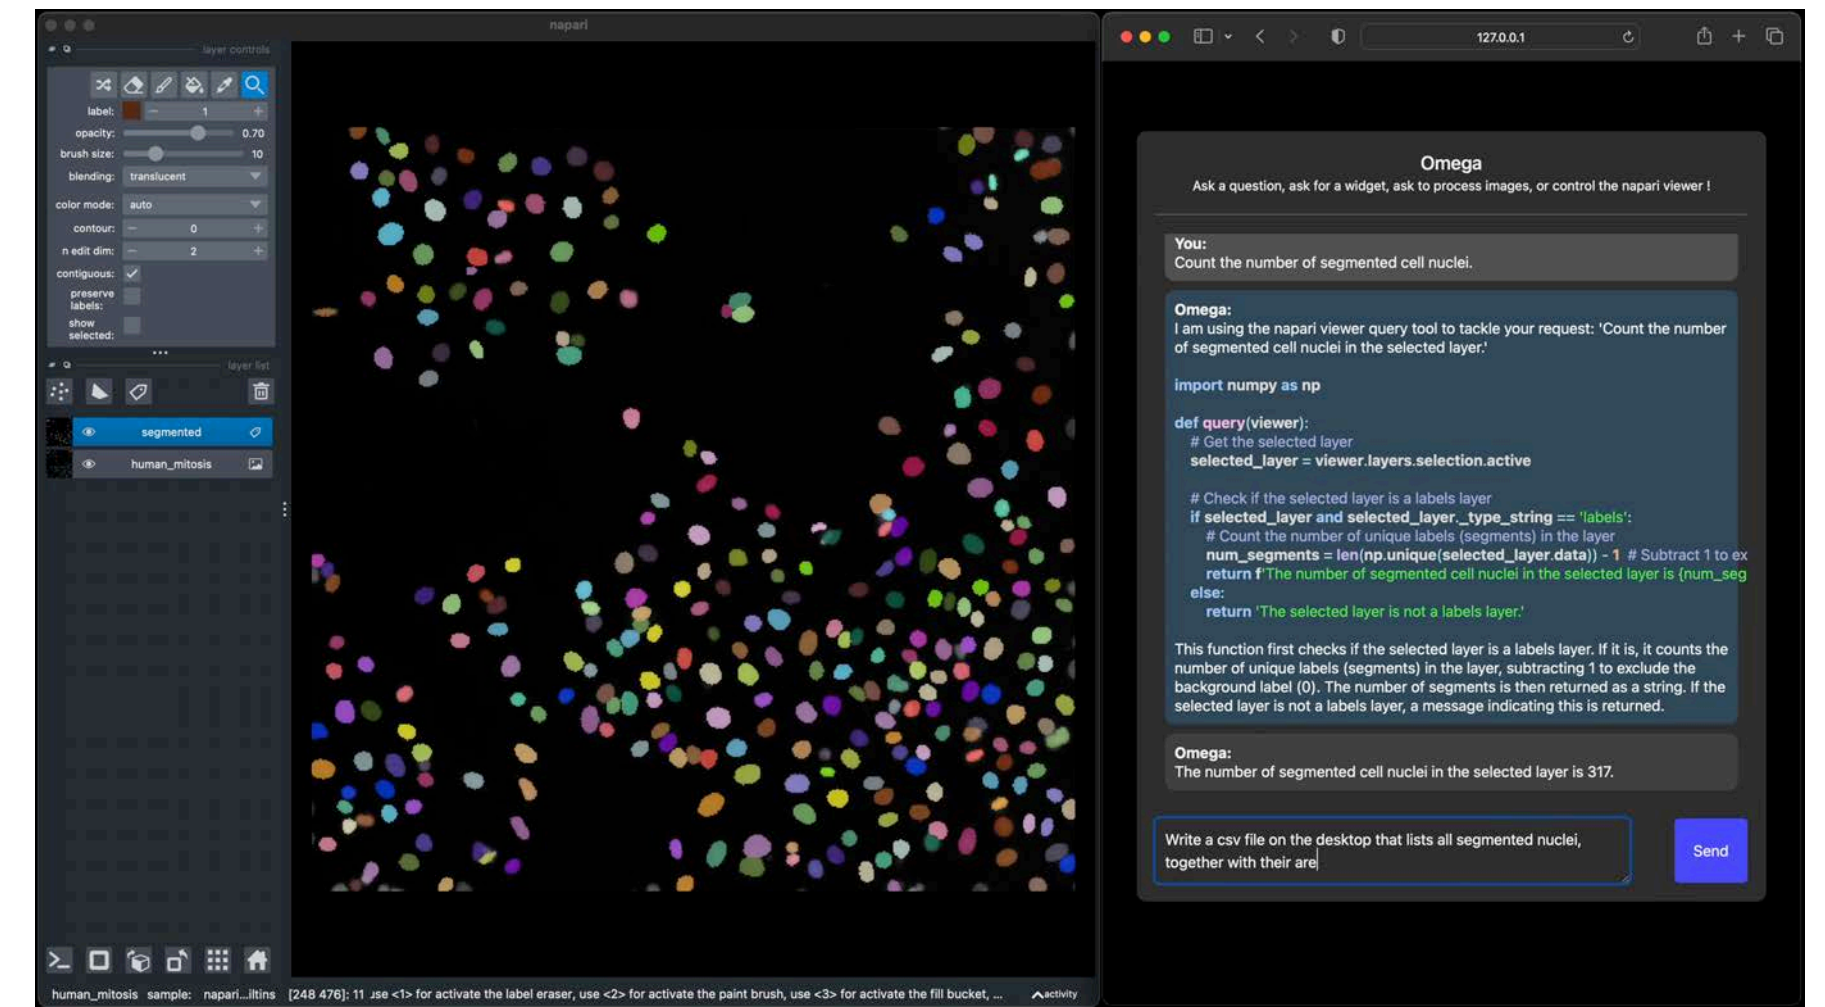 napari
layer controls
label: 1
opacity: 0.70
brush size: 10
blending: translucent
color mode: auto
contour: 0
n edit dim: 2
contiguous:
preserve
labels:
show
selected:
layer list
segmented
human_mitosis
human_mitosis sample: napari...iltins [248 476]: 11 use <1> for activate the label eraser, use <2> for activate the paint brush, use <3> for activate the fill bucket, ... activity
127.0.0.1
Omega
Ask a question, ask for a widget, ask to process images, or control the napari viewer !
You:
Count the number of segmented cell nuclei.
Omega:
I am using the napari viewer query tool to tackle your request: 'Count the number
of segmented cell nuclei in the selected layer.'
import numpy as np
def query(viewer):
# Get the selected layer
selected_layer = viewer.layers.selection.active
# Check if the selected layer is a labels layer
if selected_layer and selected_layer._type_string == 'labels':
# Count the number of unique labels (segments) in the layer
num_segments = len(np.unique(selected_layer.data)) - 1 # Subtract 1 to ex
return f'The number of segmented cell nuclei in the selected layer is {num_seg
else:
return 'The selected layer is not a labels layer.'
This function first checks if the selected layer is a labels layer. If it is, it counts the
number of unique labels (segments) in the layer, subtracting 1 to exclude the
background label (0). The number of segments is then returned as a string. If the
selected layer is not a labels layer, a message indicating this is returned.
Omega:
The number of segmented cell nuclei in the selected layer is 317.
Write a csv file on the desktop that lists all segmented nuclei,
together with their are
Send